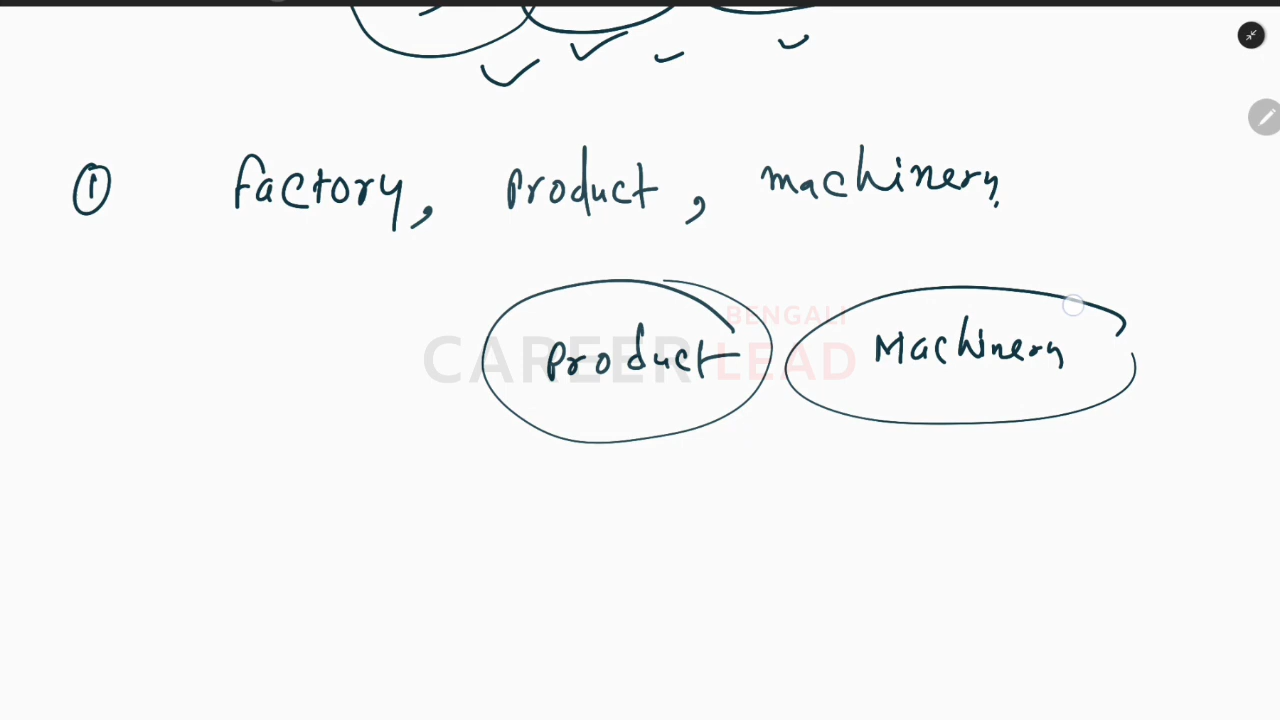 ① factory, product, machinery
product Machinery
BENGALI
CAREER LEAD